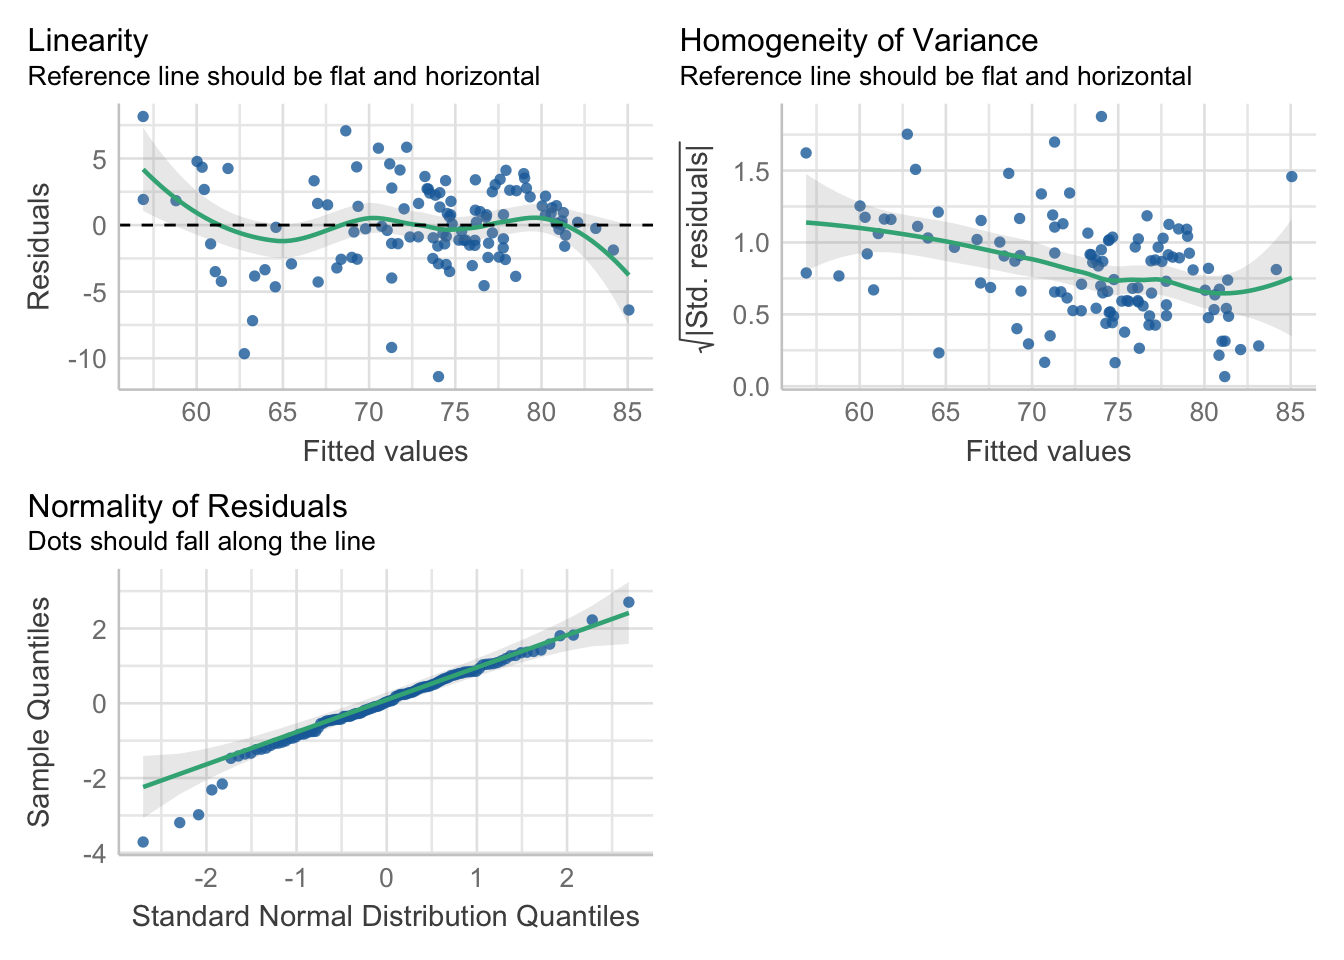 Linearity
Reference line should be flat and horizontal
5
0
-5
-10
Residuals
60 65 70 75 80 85
Fitted values
Homogeneity of Variance
Reference line should be flat and horizontal
1.5
1.0
0.5
0.0
√|Std. residuals|
60 65 70 75 80 85
Fitted values
Normality of Residuals
Dots should fall along the line
2
0
-2
-4
Sample Quantiles
-2 -1 0 1 2
Standard Normal Distribution Quantiles